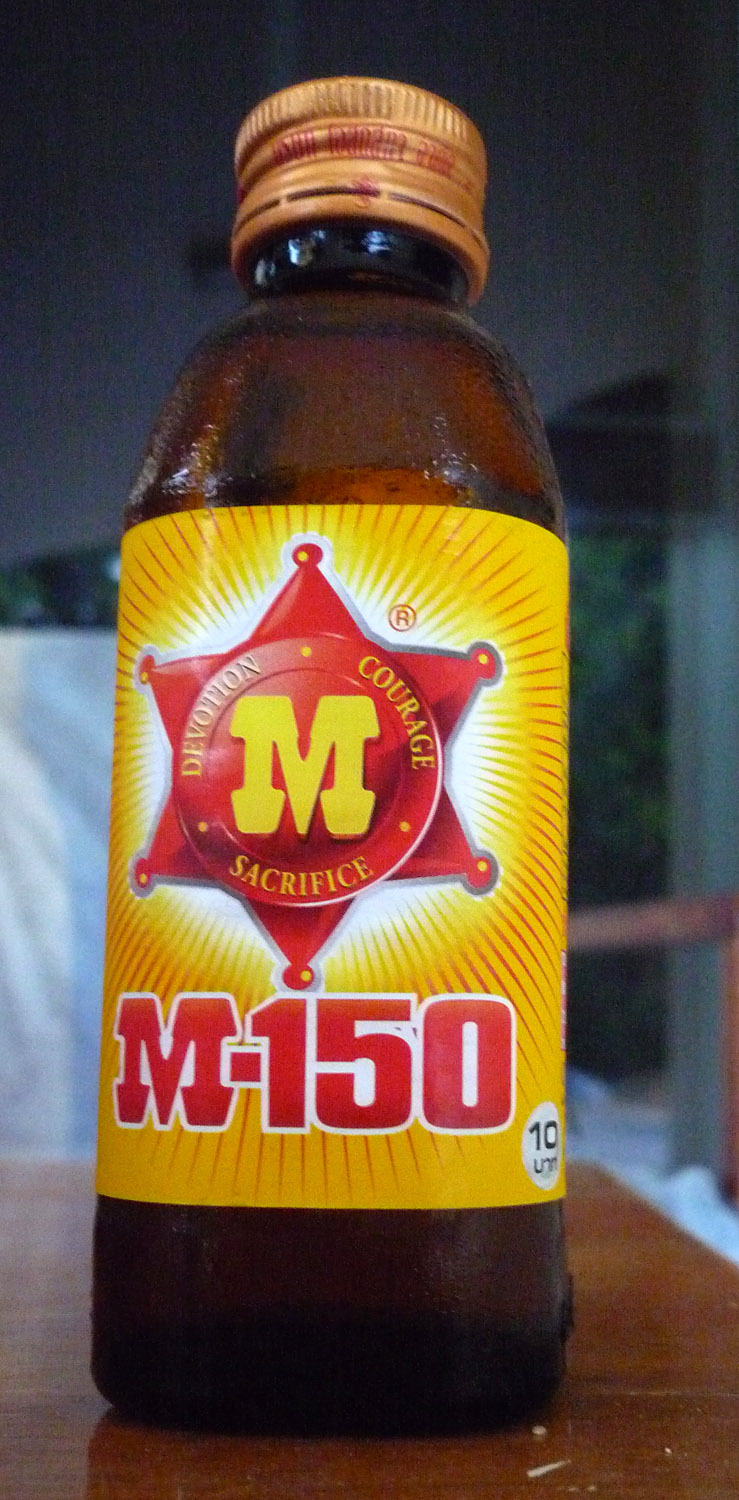 ®
DEVOTION
COURAGE
M
SACRIFICE
M-150
10
บาท